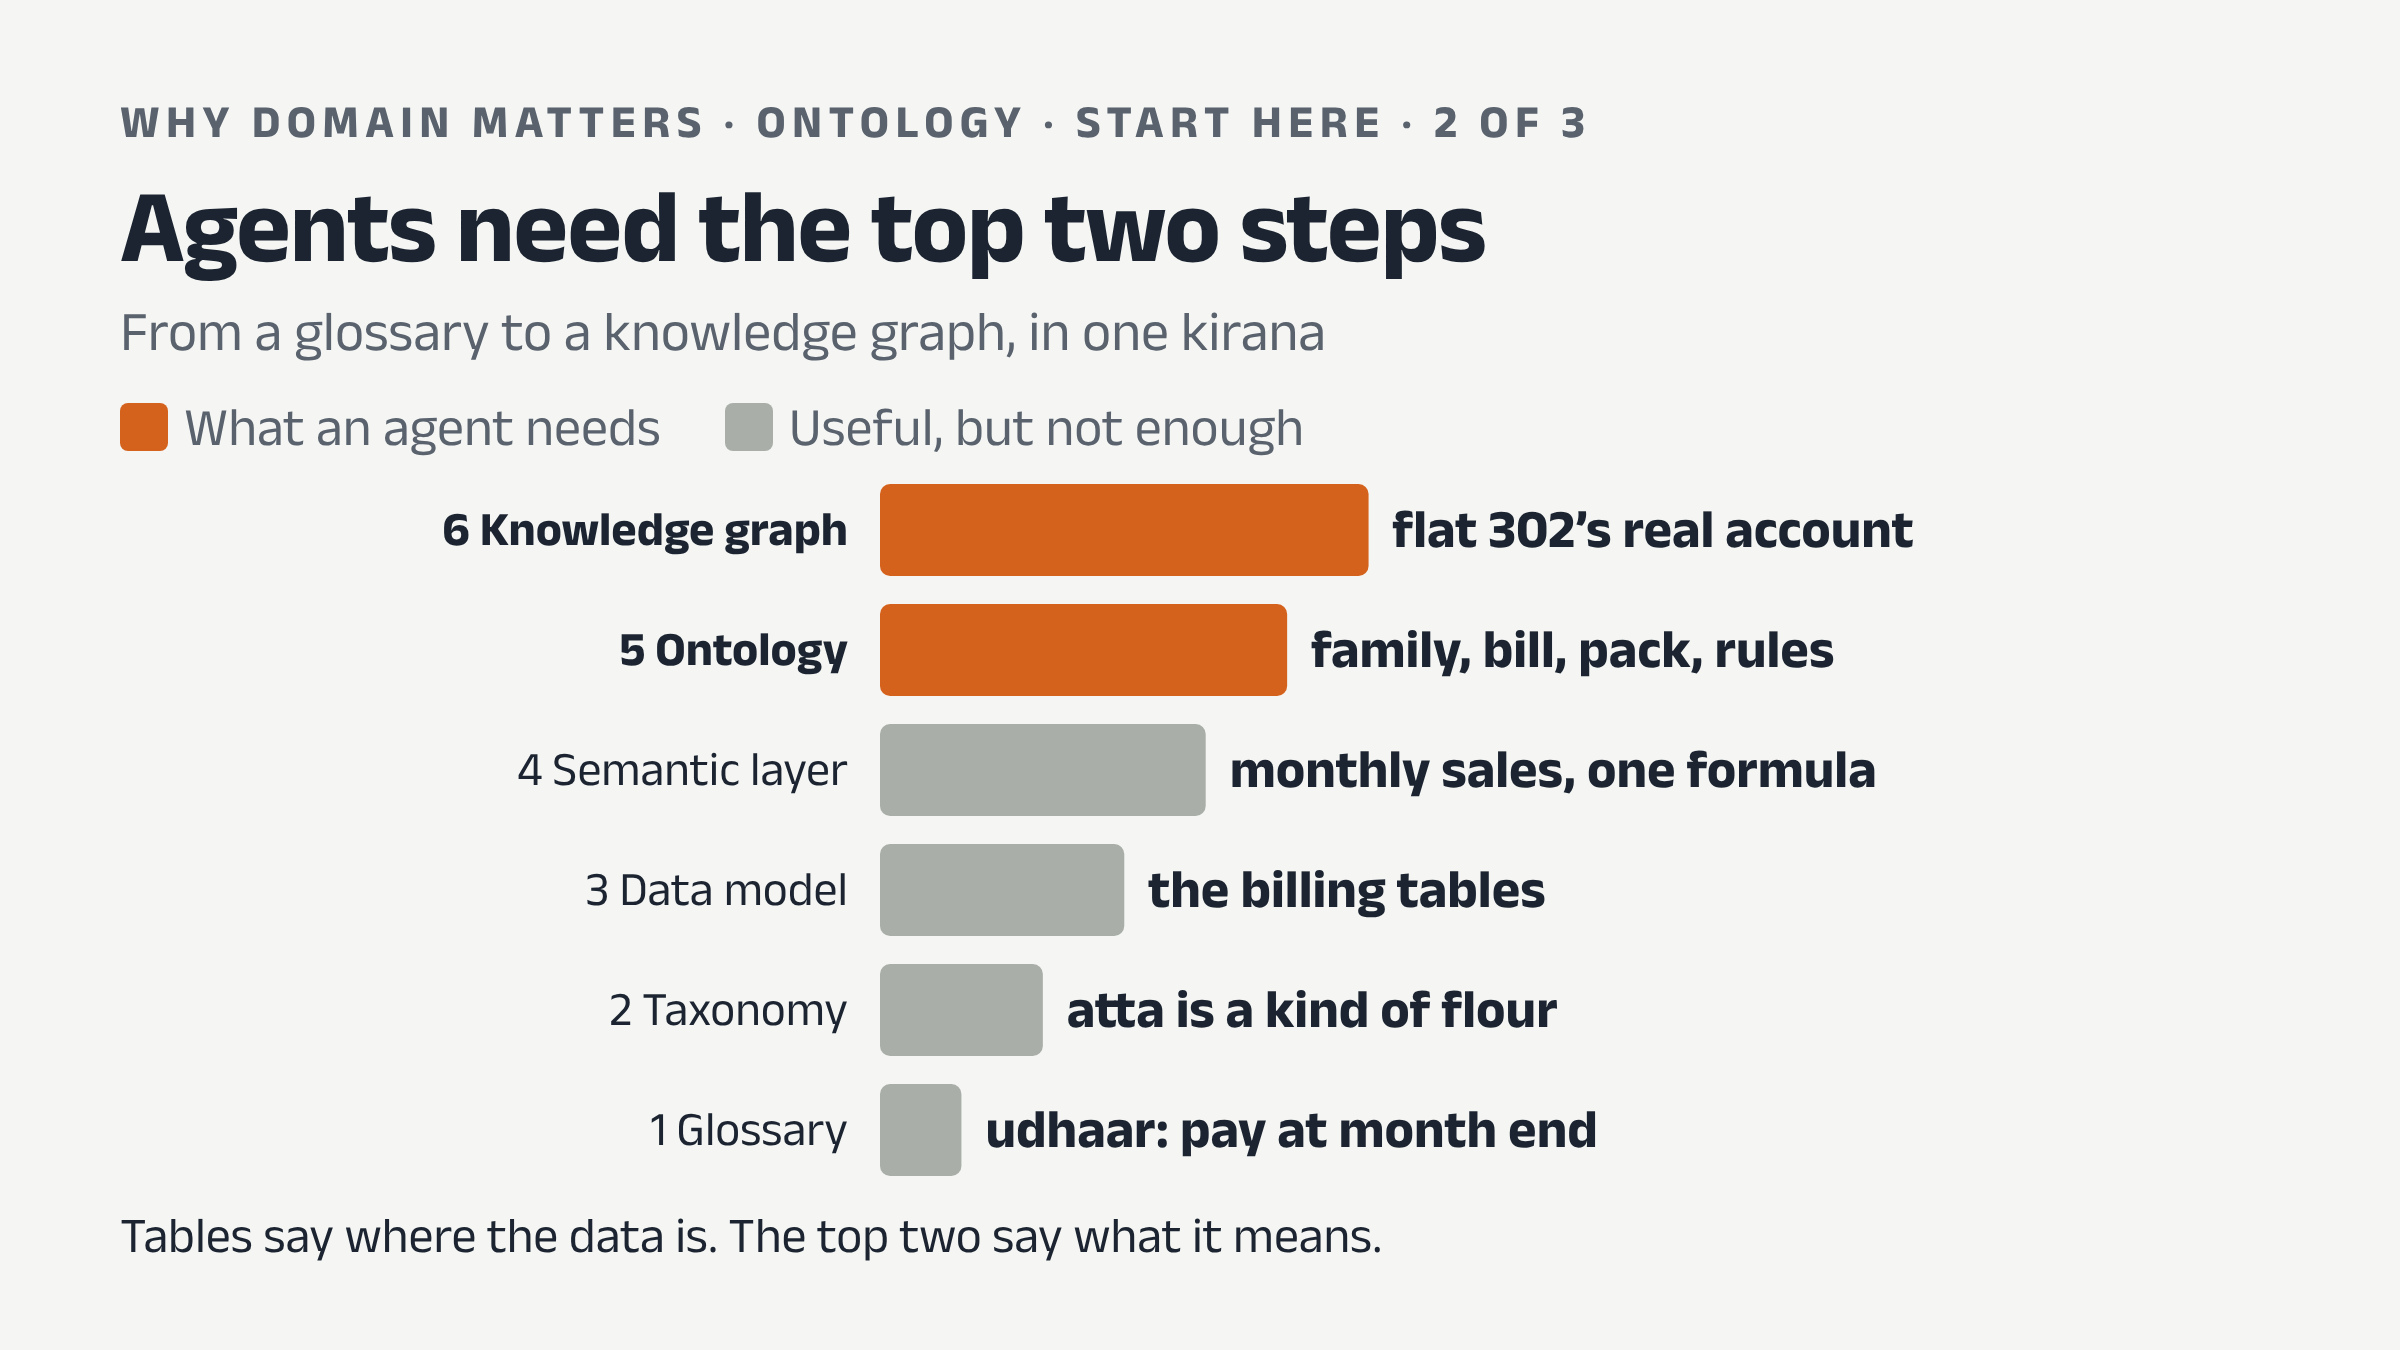 WHY DOMAIN MATTERS · ONTOLOGY · START HERE · 2 OF 3
Agents need the top two steps
From a glossary to a knowledge graph, in one kirana
What an agent needs
Useful, but not enough
6 Knowledge graph
flat 302’s real account
5 Ontology
family, bill, pack, rules
4 Semantic layer
monthly sales, one formula
3 Data model
the billing tables
2 Taxonomy
atta is a kind of flour
1 Glossary
udhaar: pay at month end
Tables say where the data is. The top two say what it means.